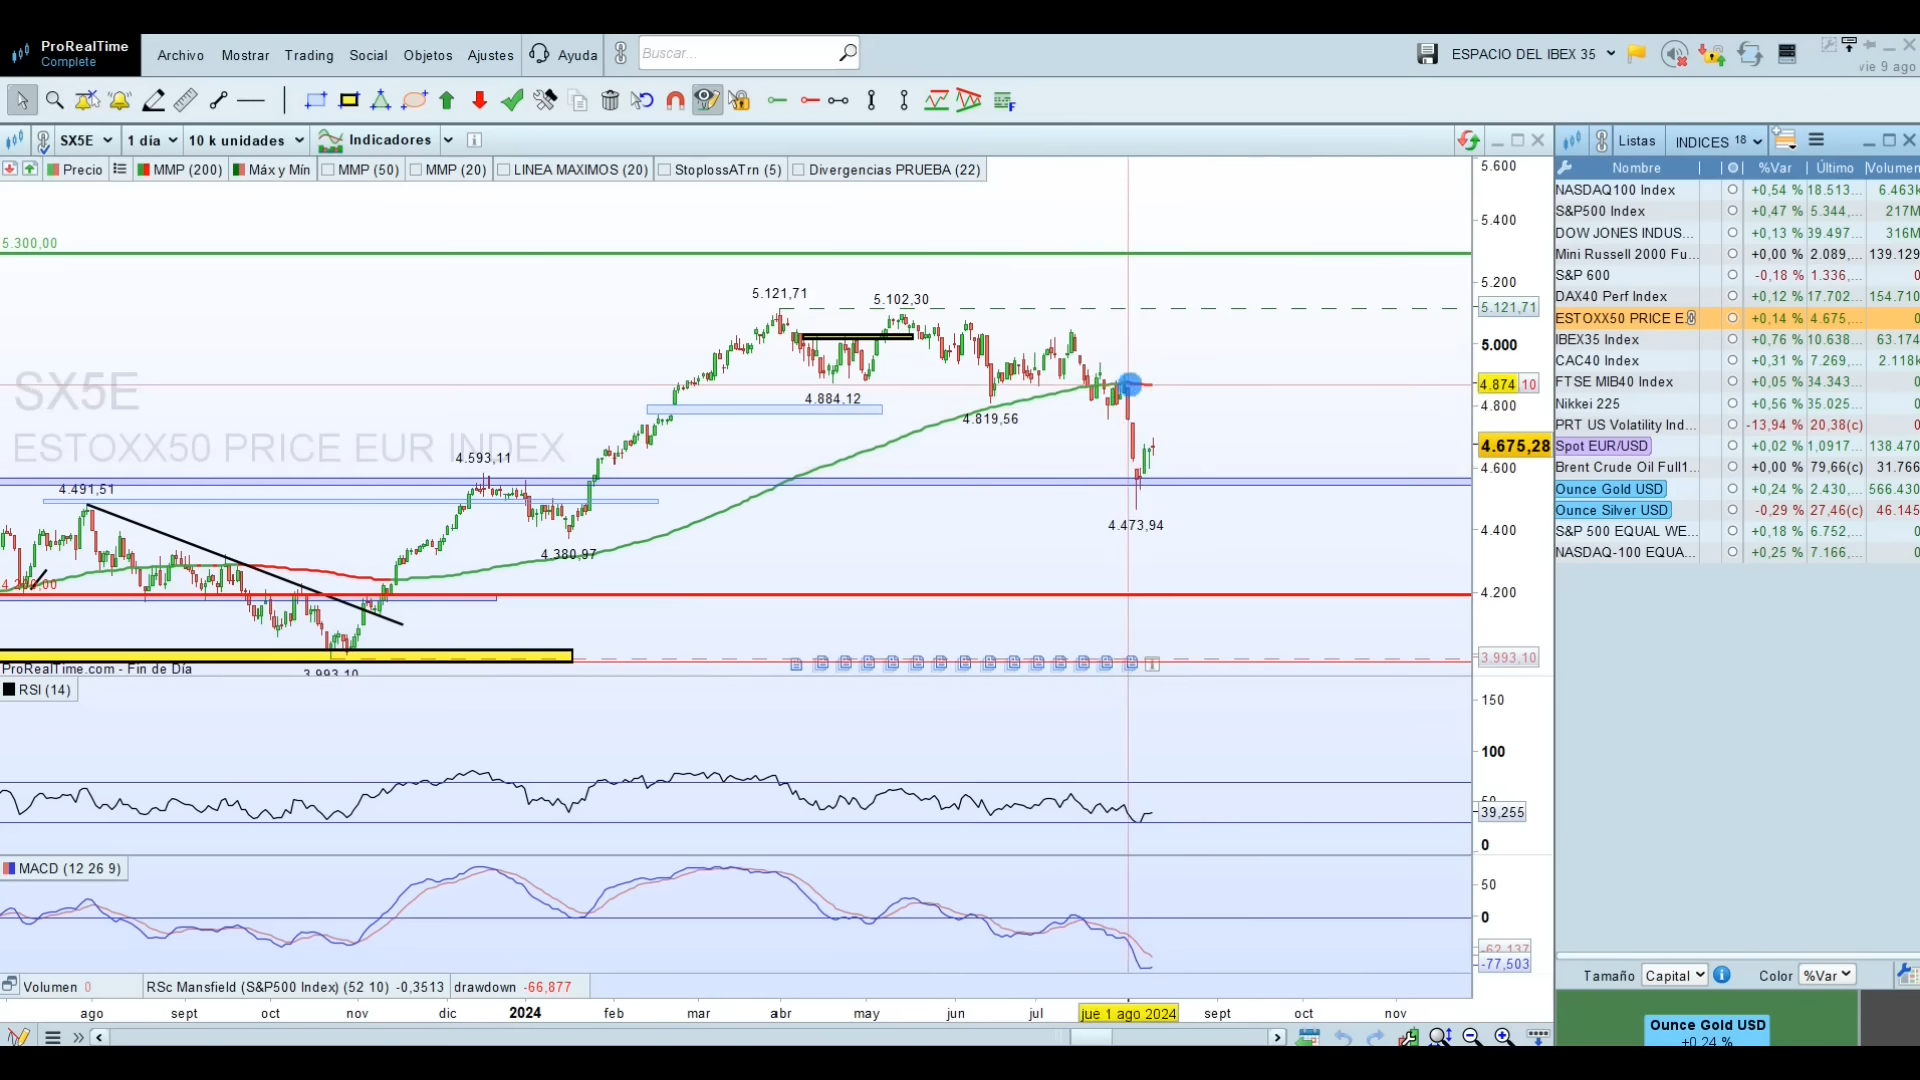 ProRealTime
Complete
Archivo Mostrar Trading Social Objetos Ajustes Ayuda Buscar... ESPACIO DEL IBEX 35
vie 9 ago
SX5E 1 día 10 k unidades Indicadores
Precio MMP (200) Máx y Mín MMP (50) MMP (20) LINEA MAXIMOS (20) StoplossATrn (5) Divergencias PRUEBA (22)
SX5E
ESTOXX50 PRICE EUR INDEX
5.300,00
5.121,71
5.102,30
4.884,12
4.819,56
4.593,11
4.491,51
4.473,94
4.380,97
3.993,10
ProRealTime.com - Fin de Día
5.600
5.400
5.200
5.121,71
5.000
4.874,10
4.800
4.675,28
4.600
4.400
4.200
3.993,10
RSI (14)
150
100
50
39,255
0
MACD (12 26 9)
50
0
-62,137
-77,503
Volumen 0 RSc Mansfield (S&P500 Index) (52 10) -0,3513 drawdown -66,877
ago sept oct nov dic 2024 feb mar abr may jun jul jue 1 ago 2024 sept oct nov
Listas INDICES 18
Nombre %Var Último Volumen
NASDAQ100 Index +0,54 % 18.513... 6.463k
S&P500 Index +0,47 % 5.344,... 217M
DOW JONES INDUS... +0,13 % 39.497... 316M
Mini Russell 2000 Fu... +0,00 % 2.089,... 139.129
S&P 600 -0,18 % 1.336,... 0
DAX40 Perf Index +0,12 % 17.702... 154.710
ESTOXX50 PRICE E +0,14 % 4.675,... 0
IBEX35 Index +0,76 % 10.638... 63.174
CAC40 Index +0,31 % 7.269,... 2.118k
FTSE MIB40 Index +0,05 % 34.343... 0
Nikkei 225 +0,56 % 35.025... 0
PRT US Volatility Ind... -13,94 % 20,38(c) 0
Spot EUR/USD +0,02 % 1,0917... 138.470
Brent Crude Oil Full1... +0,00 % 79,66(c) 31.766
Ounce Gold USD +0,24 % 2.430,... 566.430
Ounce Silver USD -0,29 % 27,46(c) 46.145
S&P 500 EQUAL WE... +0,18 % 6.752,... 0
NASDAQ-100 EQUA... +0,25 % 7.166,... 0
Tamaño Capital Color %Var
Ounce Gold USD
+0,24 %